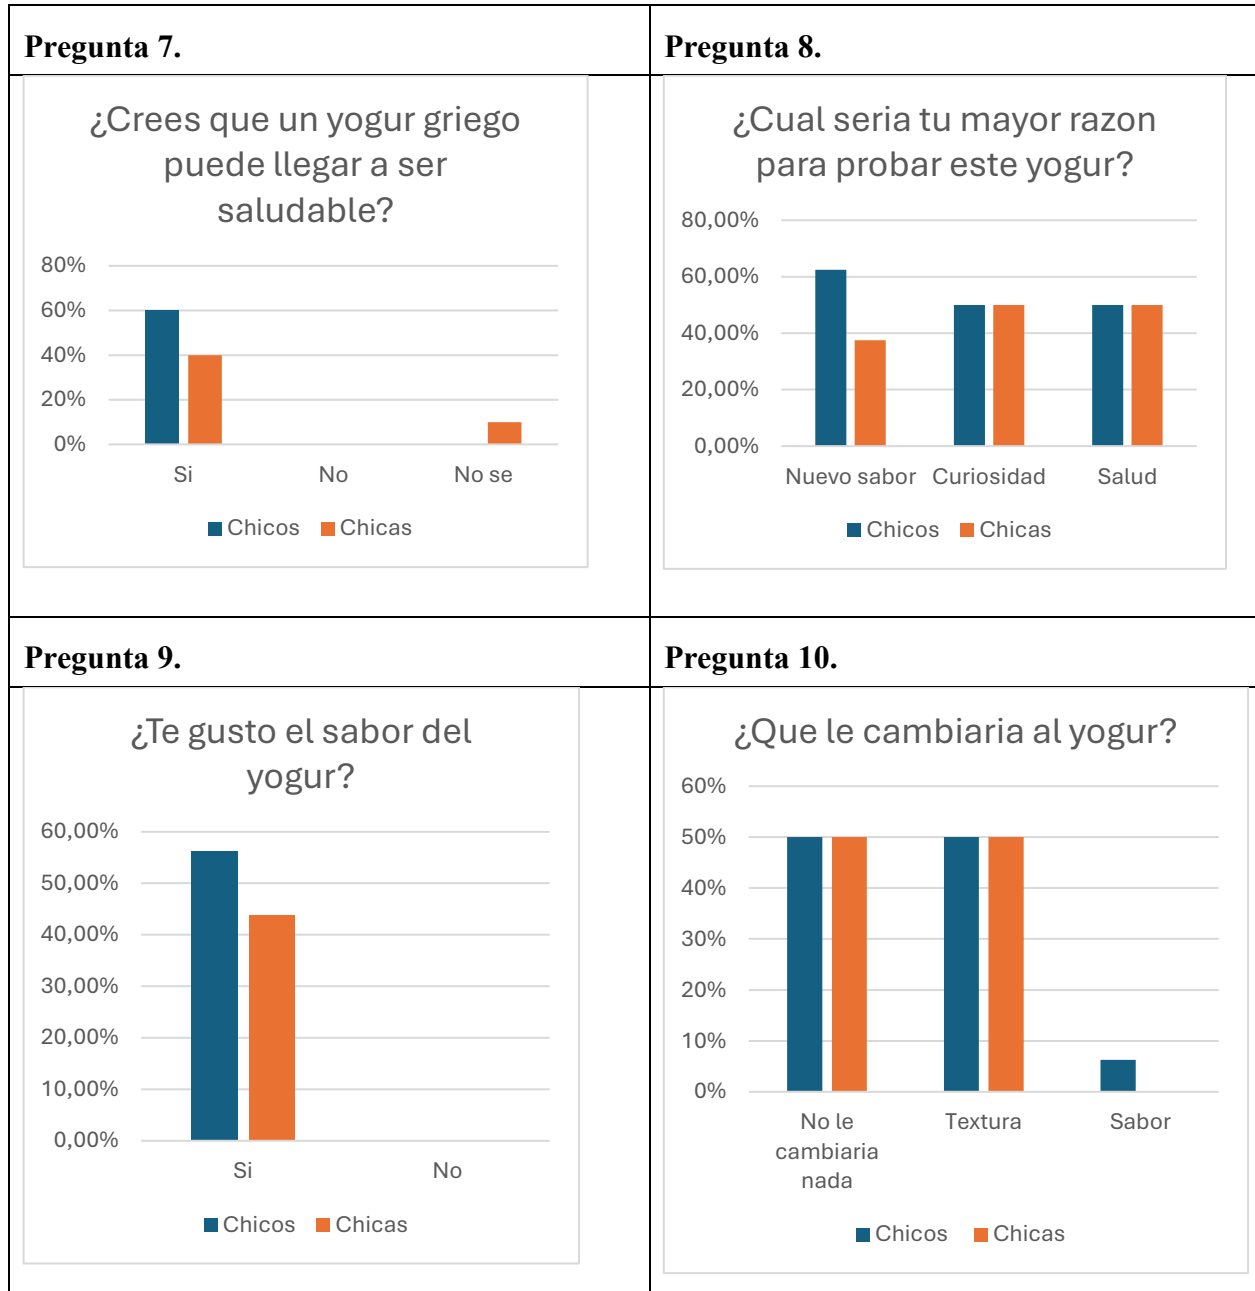 Pregunta 7.
Pregunta 8.
¿Crees que un yogur griego
puede llegar a ser
saludable?
80%
60%
40%
20%
0%
Si No No se
Chicos Chicas
¿Cual seria tu mayor razon
para probar este yogur?
80,00%
60,00%
40,00%
20,00%
0,00%
Nuevo sabor Curiosidad Salud
Chicos Chicas
Pregunta 9.
Pregunta 10.
¿Te gusto el sabor del
yogur?
60,00%
50,00%
40,00%
30,00%
20,00%
10,00%
0,00%
Si No
Chicos Chicas
¿Que le cambiaria al yogur?
60%
50%
40%
30%
20%
10%
0%
No le Textura Sabor
cambiaria
nada
Chicos Chicas